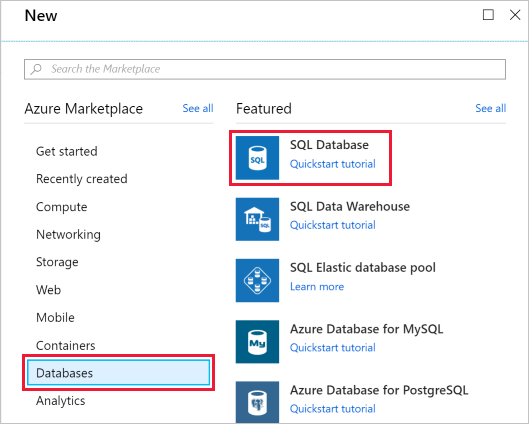 New
Search the Marketplace
Azure Marketplace
See all
Get started
Recently created
Compute
Networking
Storage
Web
Mobile
Containers
Databases
Analytics
Featured
See all
SQL
SQL Database
Quickstart tutorial
SQL
SQL Data Warehouse
Quickstart tutorial
SQL Elastic database pool
Learn more
My
Azure Database for MySQL
Quickstart tutorial
Azure Database for PostgreSQL
Quickstart tutorial